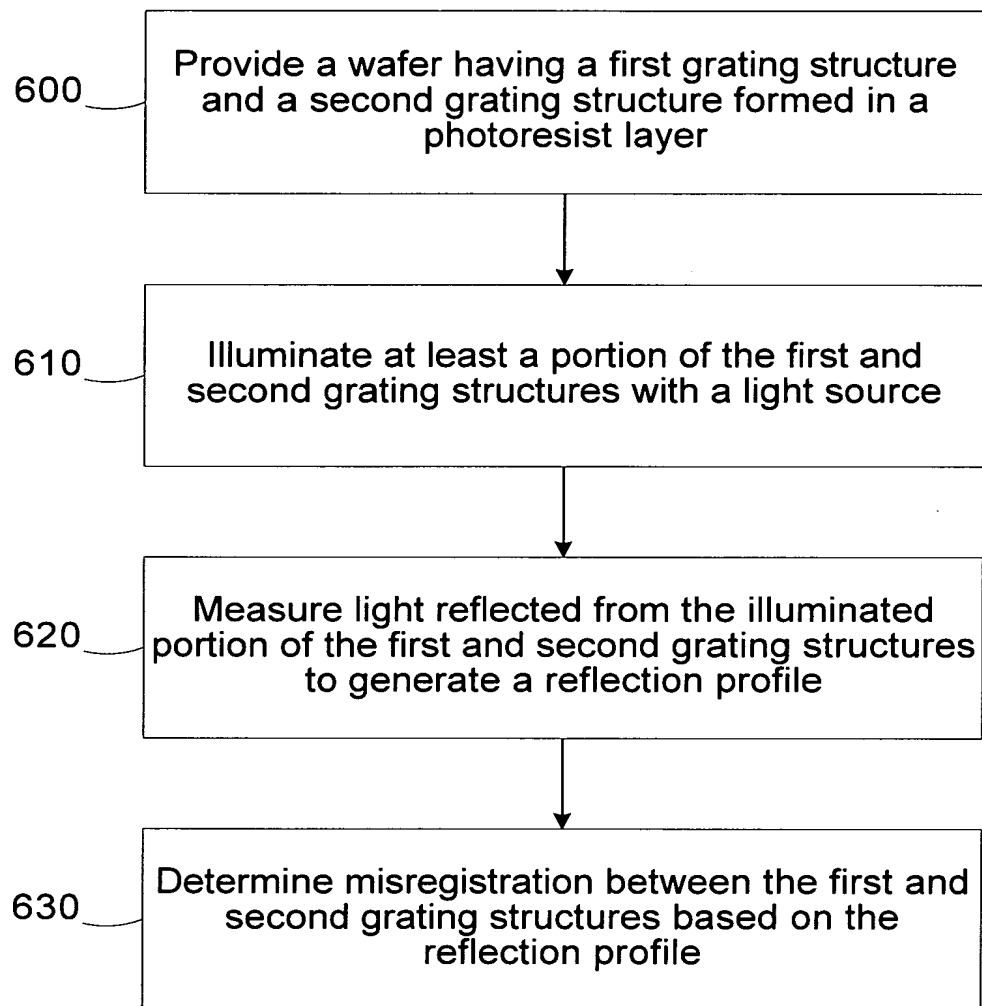 600
Provide a wafer having a first grating structure
and a second grating structure formed in a
photoresist layer
610
Illuminate at least a portion of the first and
second grating structures with a light source
620
Measure light reflected from the illuminated
portion of the first and second grating structures
to generate a reflection profile
630
Determine misregistration between the first and
second grating structures based on the
reflection profile